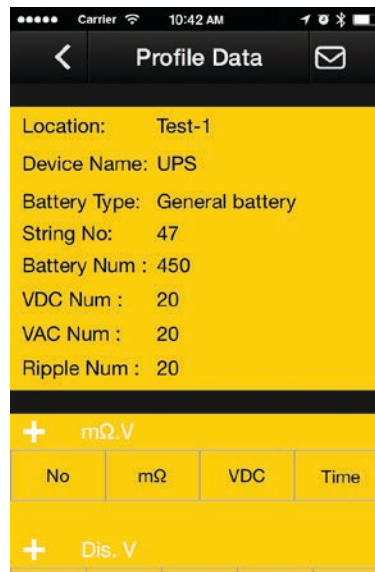 Carrier 10:42 AM
Profile Data
Location: Test-1
Device Name: UPS
Battery Type: General battery
String No: 47
Battery Num : 450
VDC Num : 20
VAC Num : 20
Ripple Num : 20
+ mΩ.V
No mΩ VDC Time
+ Dis. V